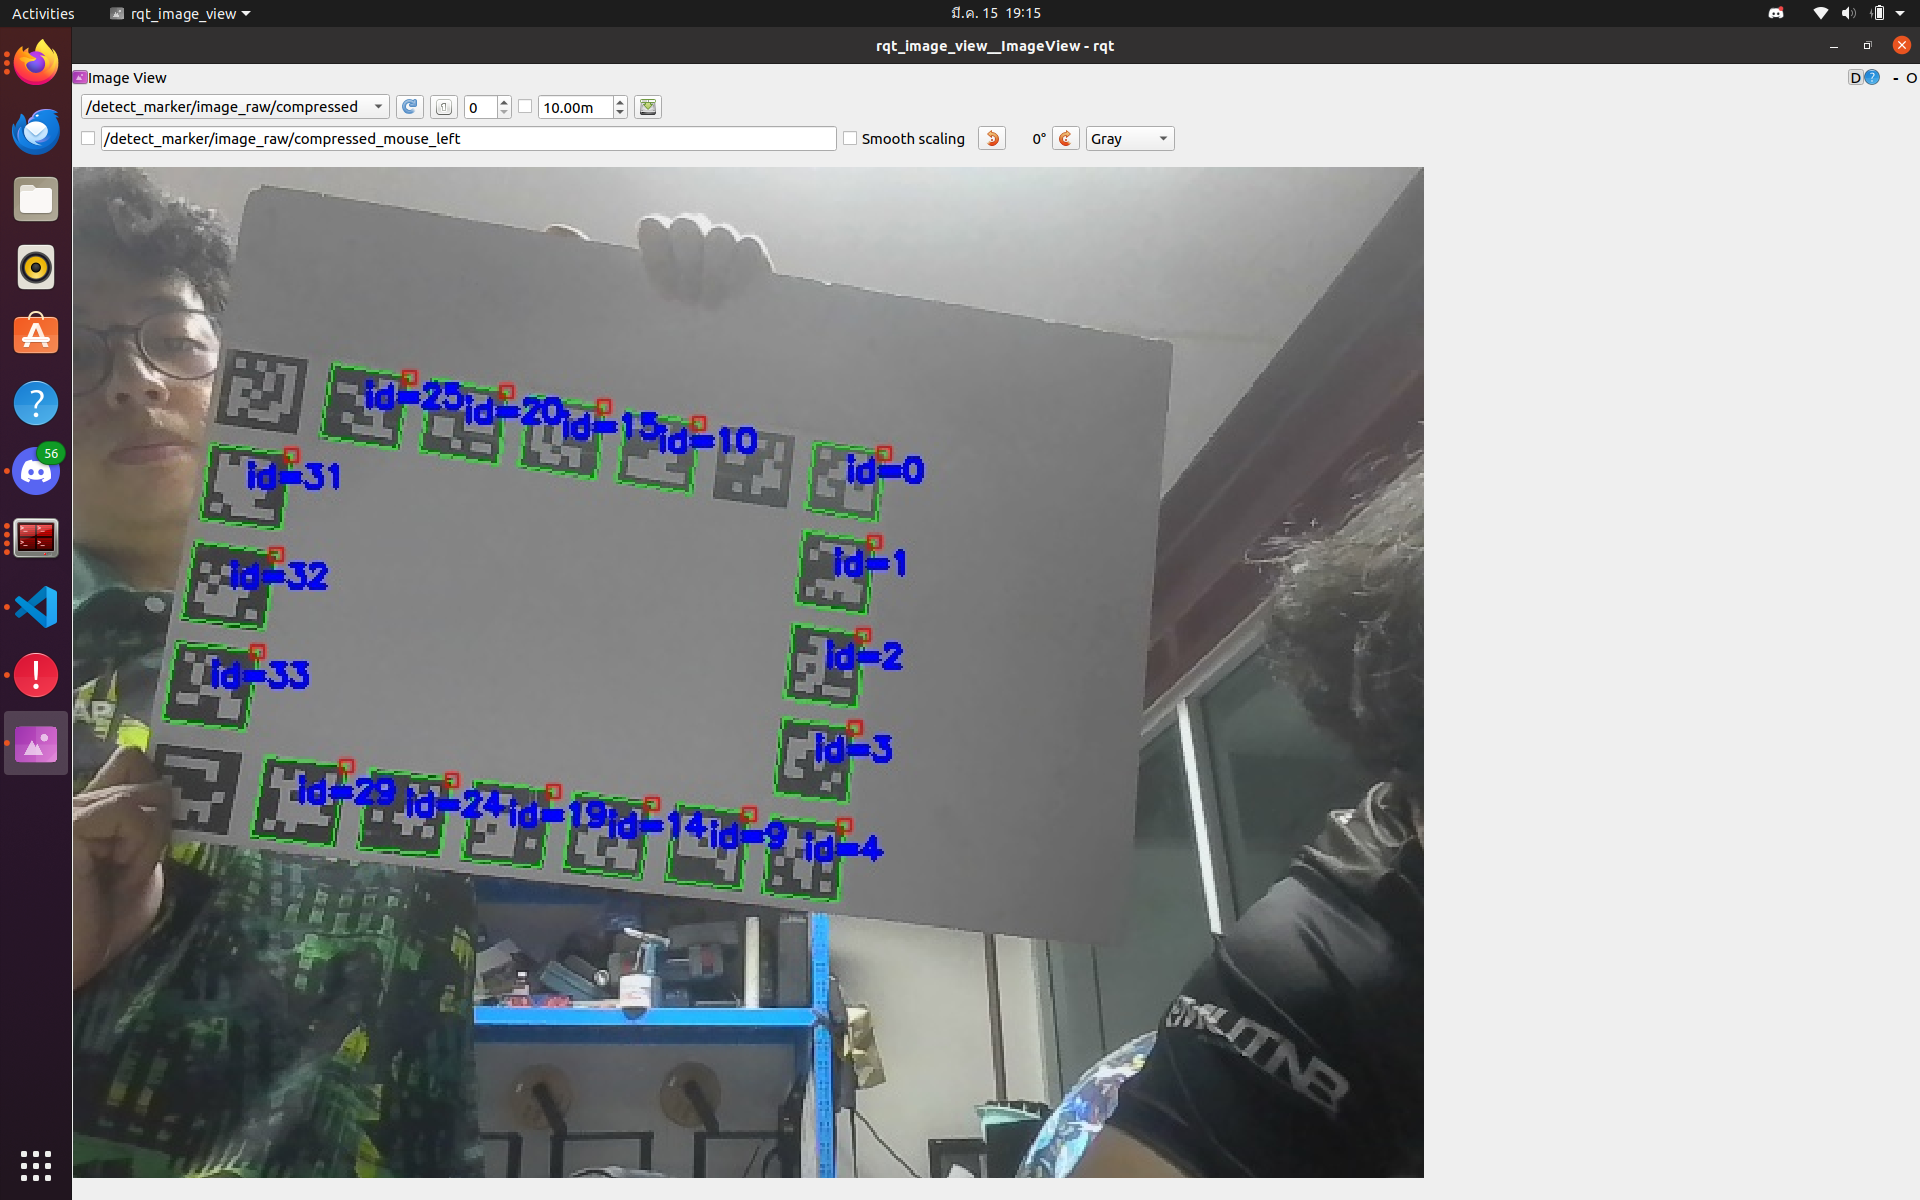 Activities
rqt_image_view
มี.ค. 15 19:15
rqt_image_view__ImageView - rqt
Image View
D
- O
/detect_marker/image_raw/compressed
0
10.00m
/detect_marker/image_raw/compressed_mouse_left
Smooth scaling
0°
Gray
56
id=25
id=20
id=15
id=10
id=0
id=31
id=1
id=32
id=2
id=33
id=3
id=29
id=24
id=19
id=14
id=9
id=4